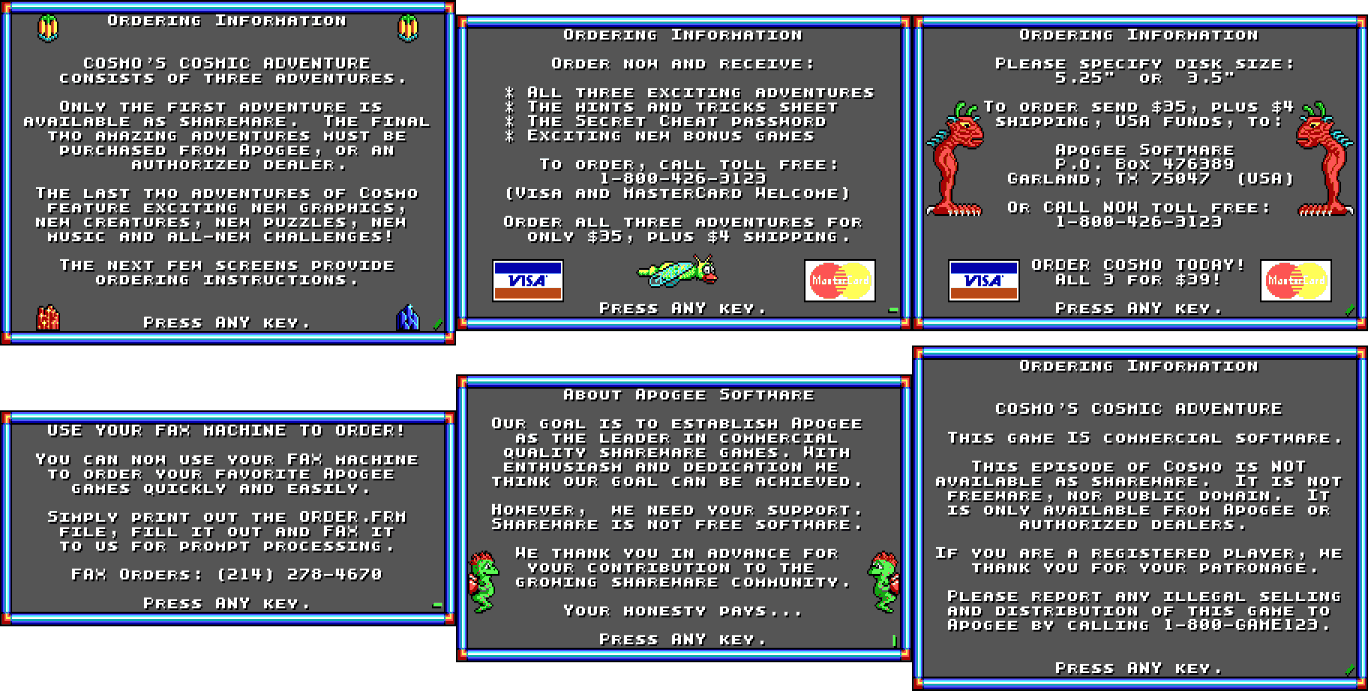 Ordering Information
COSMO'S COSMIC ADVENTURE
CONSISTS OF THREE ADVENTURES.
Only the first adventure is
available as shareware.  The final
two amazing adventures must be
purchased from Apogee, or an
authorized dealer.
The last two adventures of Cosmo
feature exciting new graphics,
new creatures, new puzzles, new
music and all-new challenges!
The next few screens provide
ordering instructions.
Press ANY key.
Ordering Information
Order now and receive:
* All three exciting adventures
* The hints and tricks sheet
* The Secret Cheat password
* Exciting new bonus games
To order, call toll free:
1-800-426-3123
(Visa and MasterCard Welcome)
Order all three adventures for
only $35, plus $4 shipping.
VISA
MasterCard
Press ANY key.
Ordering Information
Please specify disk size:
5.25"  or  3.5"
To order send $35, plus $4
shipping, USA funds, to:
Apogee Software
P.O. Box 476389
Garland, TX 75047  (USA)
Or CALL NOW toll free:
1-800-426-3123
ORDER COSMO TODAY!
ALL 3 FOR $39!
VISA
MasterCard
Press ANY key.
USE YOUR FAX MACHINE TO ORDER!
You can now use your FAX machine
to order your favorite Apogee
games quickly and easily.
Simply print out the ORDER.FRM
file, fill it out and FAX it
to us for prompt processing.
FAX Orders: (214) 278-4670
Press ANY key.
About Apogee Software
Our goal is to establish Apogee
as the leader in commercial
quality shareware games. With
enthusiasm and dedication we
think our goal can be achieved.
However,  we need your support.
Shareware is not free software.
We thank you in advance for
your contribution to the
growing shareware community.
Your honesty pays...
Press ANY key.
Ordering Information
COSMO'S COSMIC ADVENTURE
This game IS commercial software.
This episode of Cosmo is NOT
available as shareware.  It is not
freeware, nor public domain.  It
is only available from Apogee or
authorized dealers.
If you are a registered player, we
thank you for your patronage.
Please report any illegal selling
and distribution of this game to
Apogee by calling 1-800-GAME123.
Press ANY key.